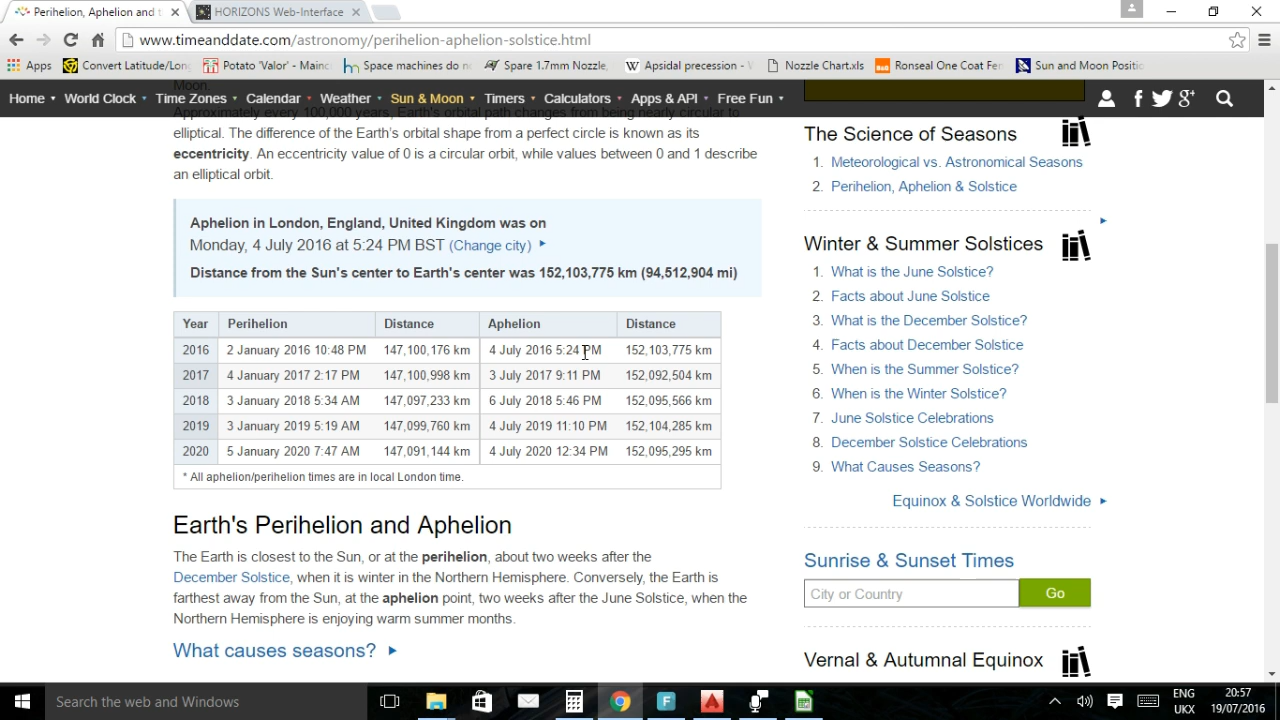 Perihelion, Aphelion and
HORIZONS Web-Interface
www.timeanddate.com/astronomy/perihelion-aphelion-solstice.html
Apps
Convert Latitude/Lon
Potato 'Valor' - Main
Space machines do n
Spare 1.7mm Nozzle,
Apsidal precession -
Nozzle Chart.xls
Ronseal One Coat Fen
Sun and Moon Positio
Moon.
Home
World Clock
Time Zones
Calendar
Weather
Sun & Moon
Timers
Calculators
Apps & API
Free Fun
Approximately every 100,000 years, Earth's orbital path changes from being nearly circular to
elliptical. The difference of the Earth's orbital shape from a perfect circle is known as its
eccentricity. An eccentricity value of 0 is a circular orbit, while values between 0 and 1 describe
an elliptical orbit.
Aphelion in London, England, United Kingdom was on
Monday, 4 July 2016 at 5:24 PM BST (Change city)
Distance from the Sun's center to Earth's center was 152,103,775 km (94,512,904 mi)
Year Perihelion Distance Aphelion Distance
2016 2 January 2016 10:48 PM 147,100,176 km 4 July 2016 5:24 PM 152,103,775 km
2017 4 January 2017 2:17 PM 147,100,998 km 3 July 2017 9:11 PM 152,092,504 km
2018 3 January 2018 5:34 AM 147,097,233 km 6 July 2018 5:46 PM 152,095,566 km
2019 3 January 2019 5:19 AM 147,099,760 km 4 July 2019 11:10 PM 152,104,285 km
2020 5 January 2020 7:47 AM 147,091,144 km 4 July 2020 12:34 PM 152,095,295 km
* All aphelion/perihelion times are in local London time.
Earth's Perihelion and Aphelion
The Earth is closest to the Sun, or at the perihelion, about two weeks after the
December Solstice, when it is winter in the Northern Hemisphere. Conversely, the Earth is
farthest away from the Sun, at the aphelion point, two weeks after the June Solstice, when the
Northern Hemisphere is enjoying warm summer months.
What causes seasons?
The Science of Seasons
1. Meteorological vs. Astronomical Seasons
2. Perihelion, Aphelion & Solstice
Winter & Summer Solstices
1. What is the June Solstice?
2. Facts about June Solstice
3. What is the December Solstice?
4. Facts about December Solstice
5. When is the Summer Solstice?
6. When is the Winter Solstice?
7. June Solstice Celebrations
8. December Solstice Celebrations
9. What Causes Seasons?
Equinox & Solstice Worldwide
Sunrise & Sunset Times
City or Country
Go
Vernal & Autumnal Equinox
Search the web and Windows
ENG
UKX
20:57
19/07/2016